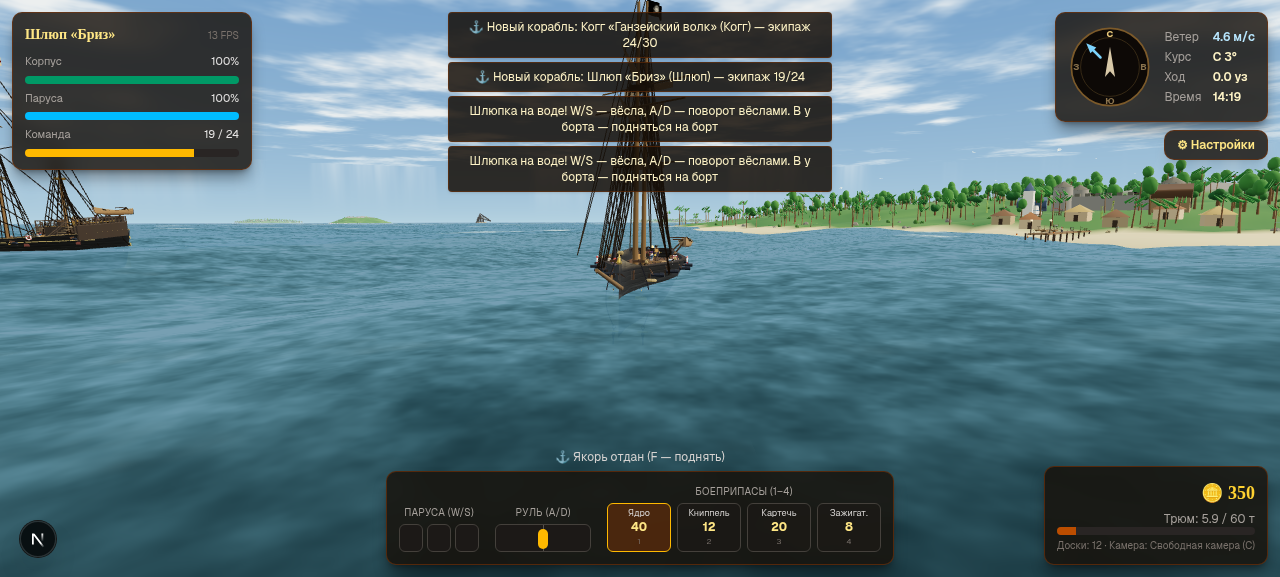 Шлюп «Бриз»
13 FPS
Корпус 100%
Паруса 100%
Команда 19 / 24
⚓ Новый корабль: Когг «Ганзейский волк» (Когг) — экипаж
24/30
⚓ Новый корабль: Шлюп «Бриз» (Шлюп) — экипаж 19/24
Шлюпка на воде! W/S — вёсла, A/D — поворот вёслами. В у
борта — подняться на борт
Шлюпка на воде! W/S — вёсла, A/D — поворот вёслами. В у
борта — подняться на борт
С
З В
Ю
Ветер 4.6 м/с
Курс С 3°
Ход 0.0 уз
Время 14:19
⚙ Настройки
⚓ Якорь отдан (F — поднять)
ПАРУСА (W/S)
РУЛЬ (A/D)
БОЕПРИПАСЫ (1–4)
Ядро
40
1
Книппель
12
2
Картечь
20
3
Зажигат.
8
4
🪙 350
Трюм: 5.9 / 60 т
Доски: 12 · Камера: Свободная камера (C)
N